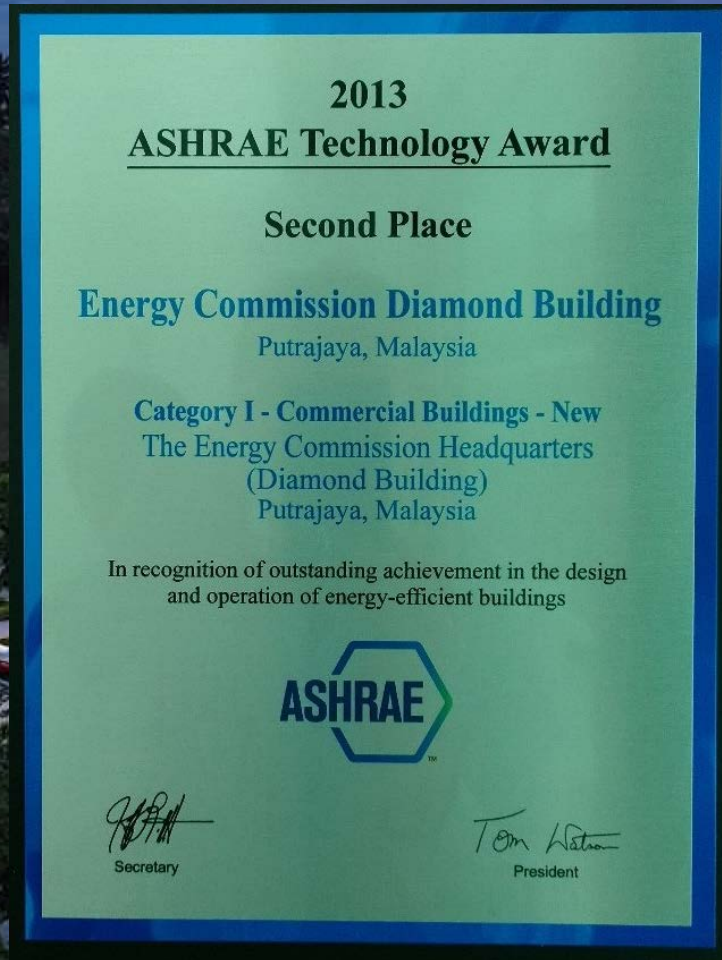 2013
ASHRAE Technology Award
Second Place
Energy Commission Diamond Building
Putrajaya, Malaysia
Category I - Commercial Buildings - New
The Energy Commission Headquarters
(Diamond Building)
Putrajaya, Malaysia
In recognition of outstanding achievement in the design
and operation of energy-efficient buildings
ASHRAE
TM
Tom Watson
Secretary
President